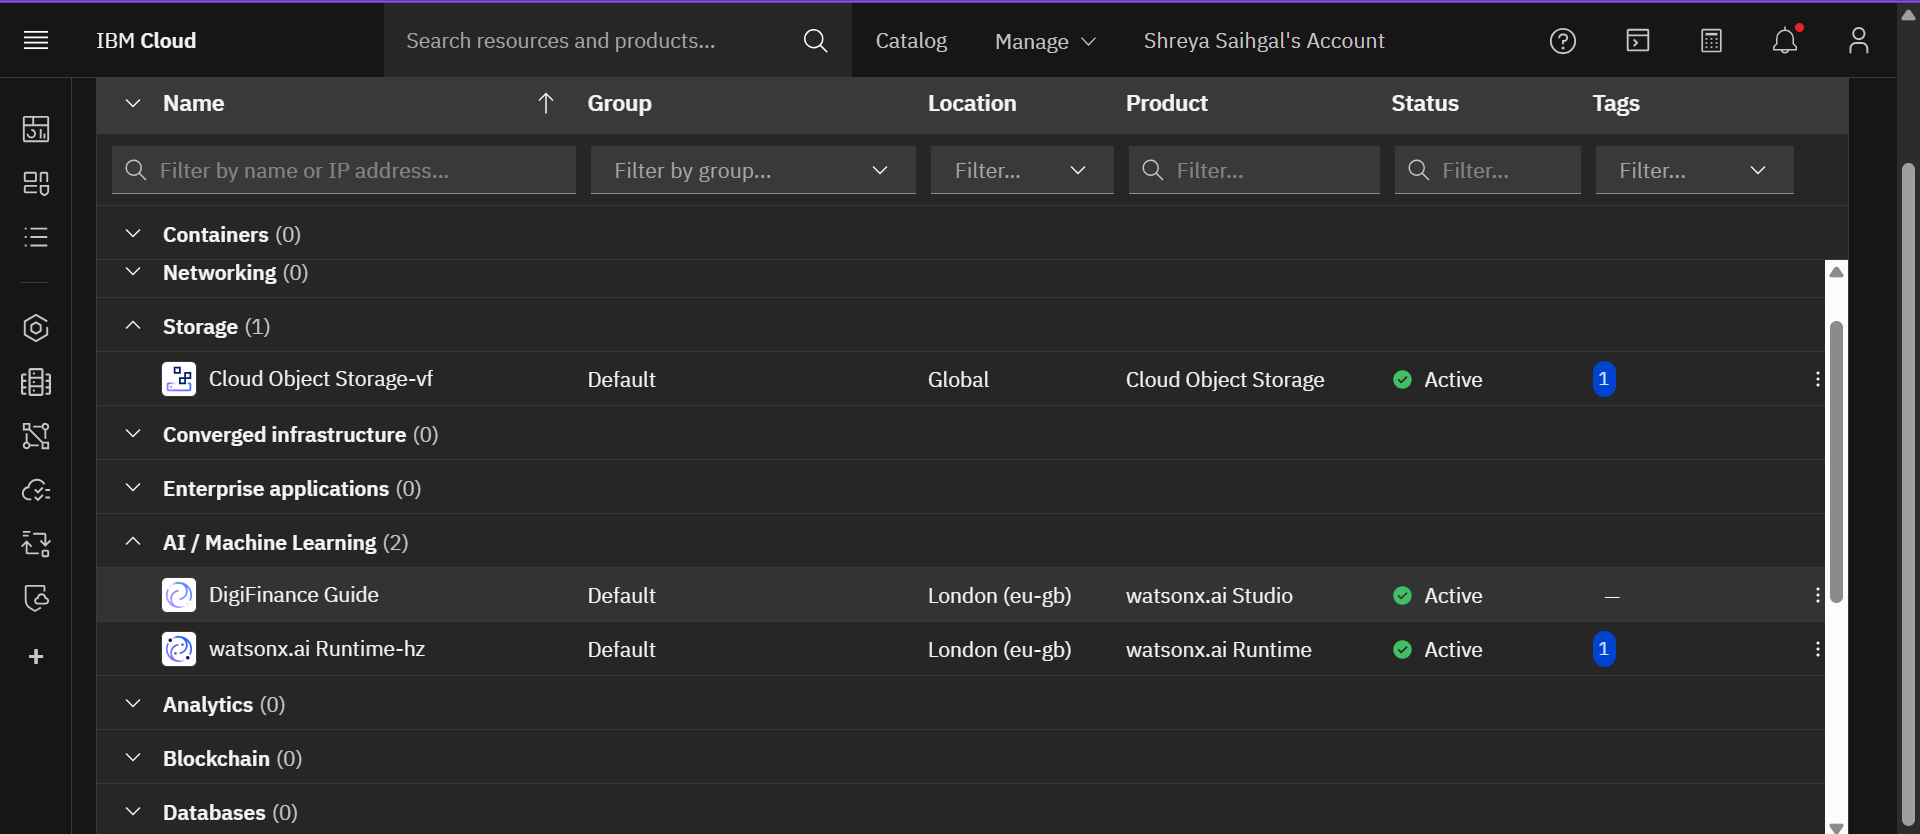 IBM Cloud Search resources and products... Catalog Manage Shreya Saihgal's Account
Name Group Location Product Status Tags
Filter by name or IP address... Filter by group... Filter... Filter... Filter... Filter...
Containers (0)
Networking (0)
Storage (1)
Cloud Object Storage-vf Default Global Cloud Object Storage Active 1
Converged infrastructure (0)
Enterprise applications (0)
AI / Machine Learning (2)
DigiFinance Guide Default London (eu-gb) watsonx.ai Studio Active —
watsonx.ai Runtime-hz Default London (eu-gb) watsonx.ai Runtime Active 1
Analytics (0)
Blockchain (0)
Databases (0)